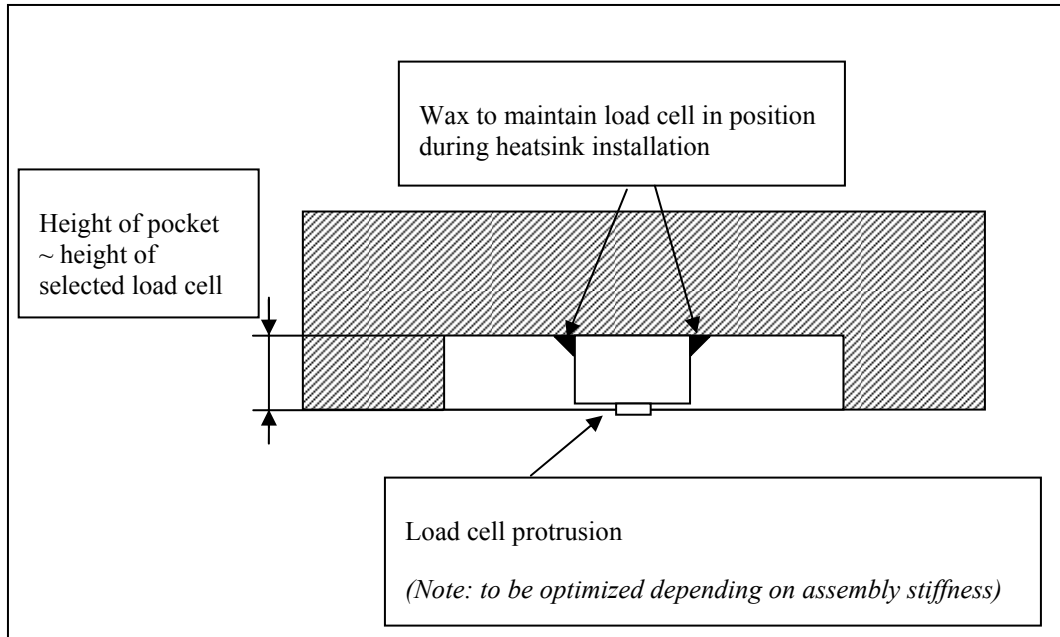 Wax to maintain load cell in position
during heatsink installation
Height of pocket
~ height of
selected load cell
Load cell protrusion
(Note: to be optimized depending on assembly stiffness)